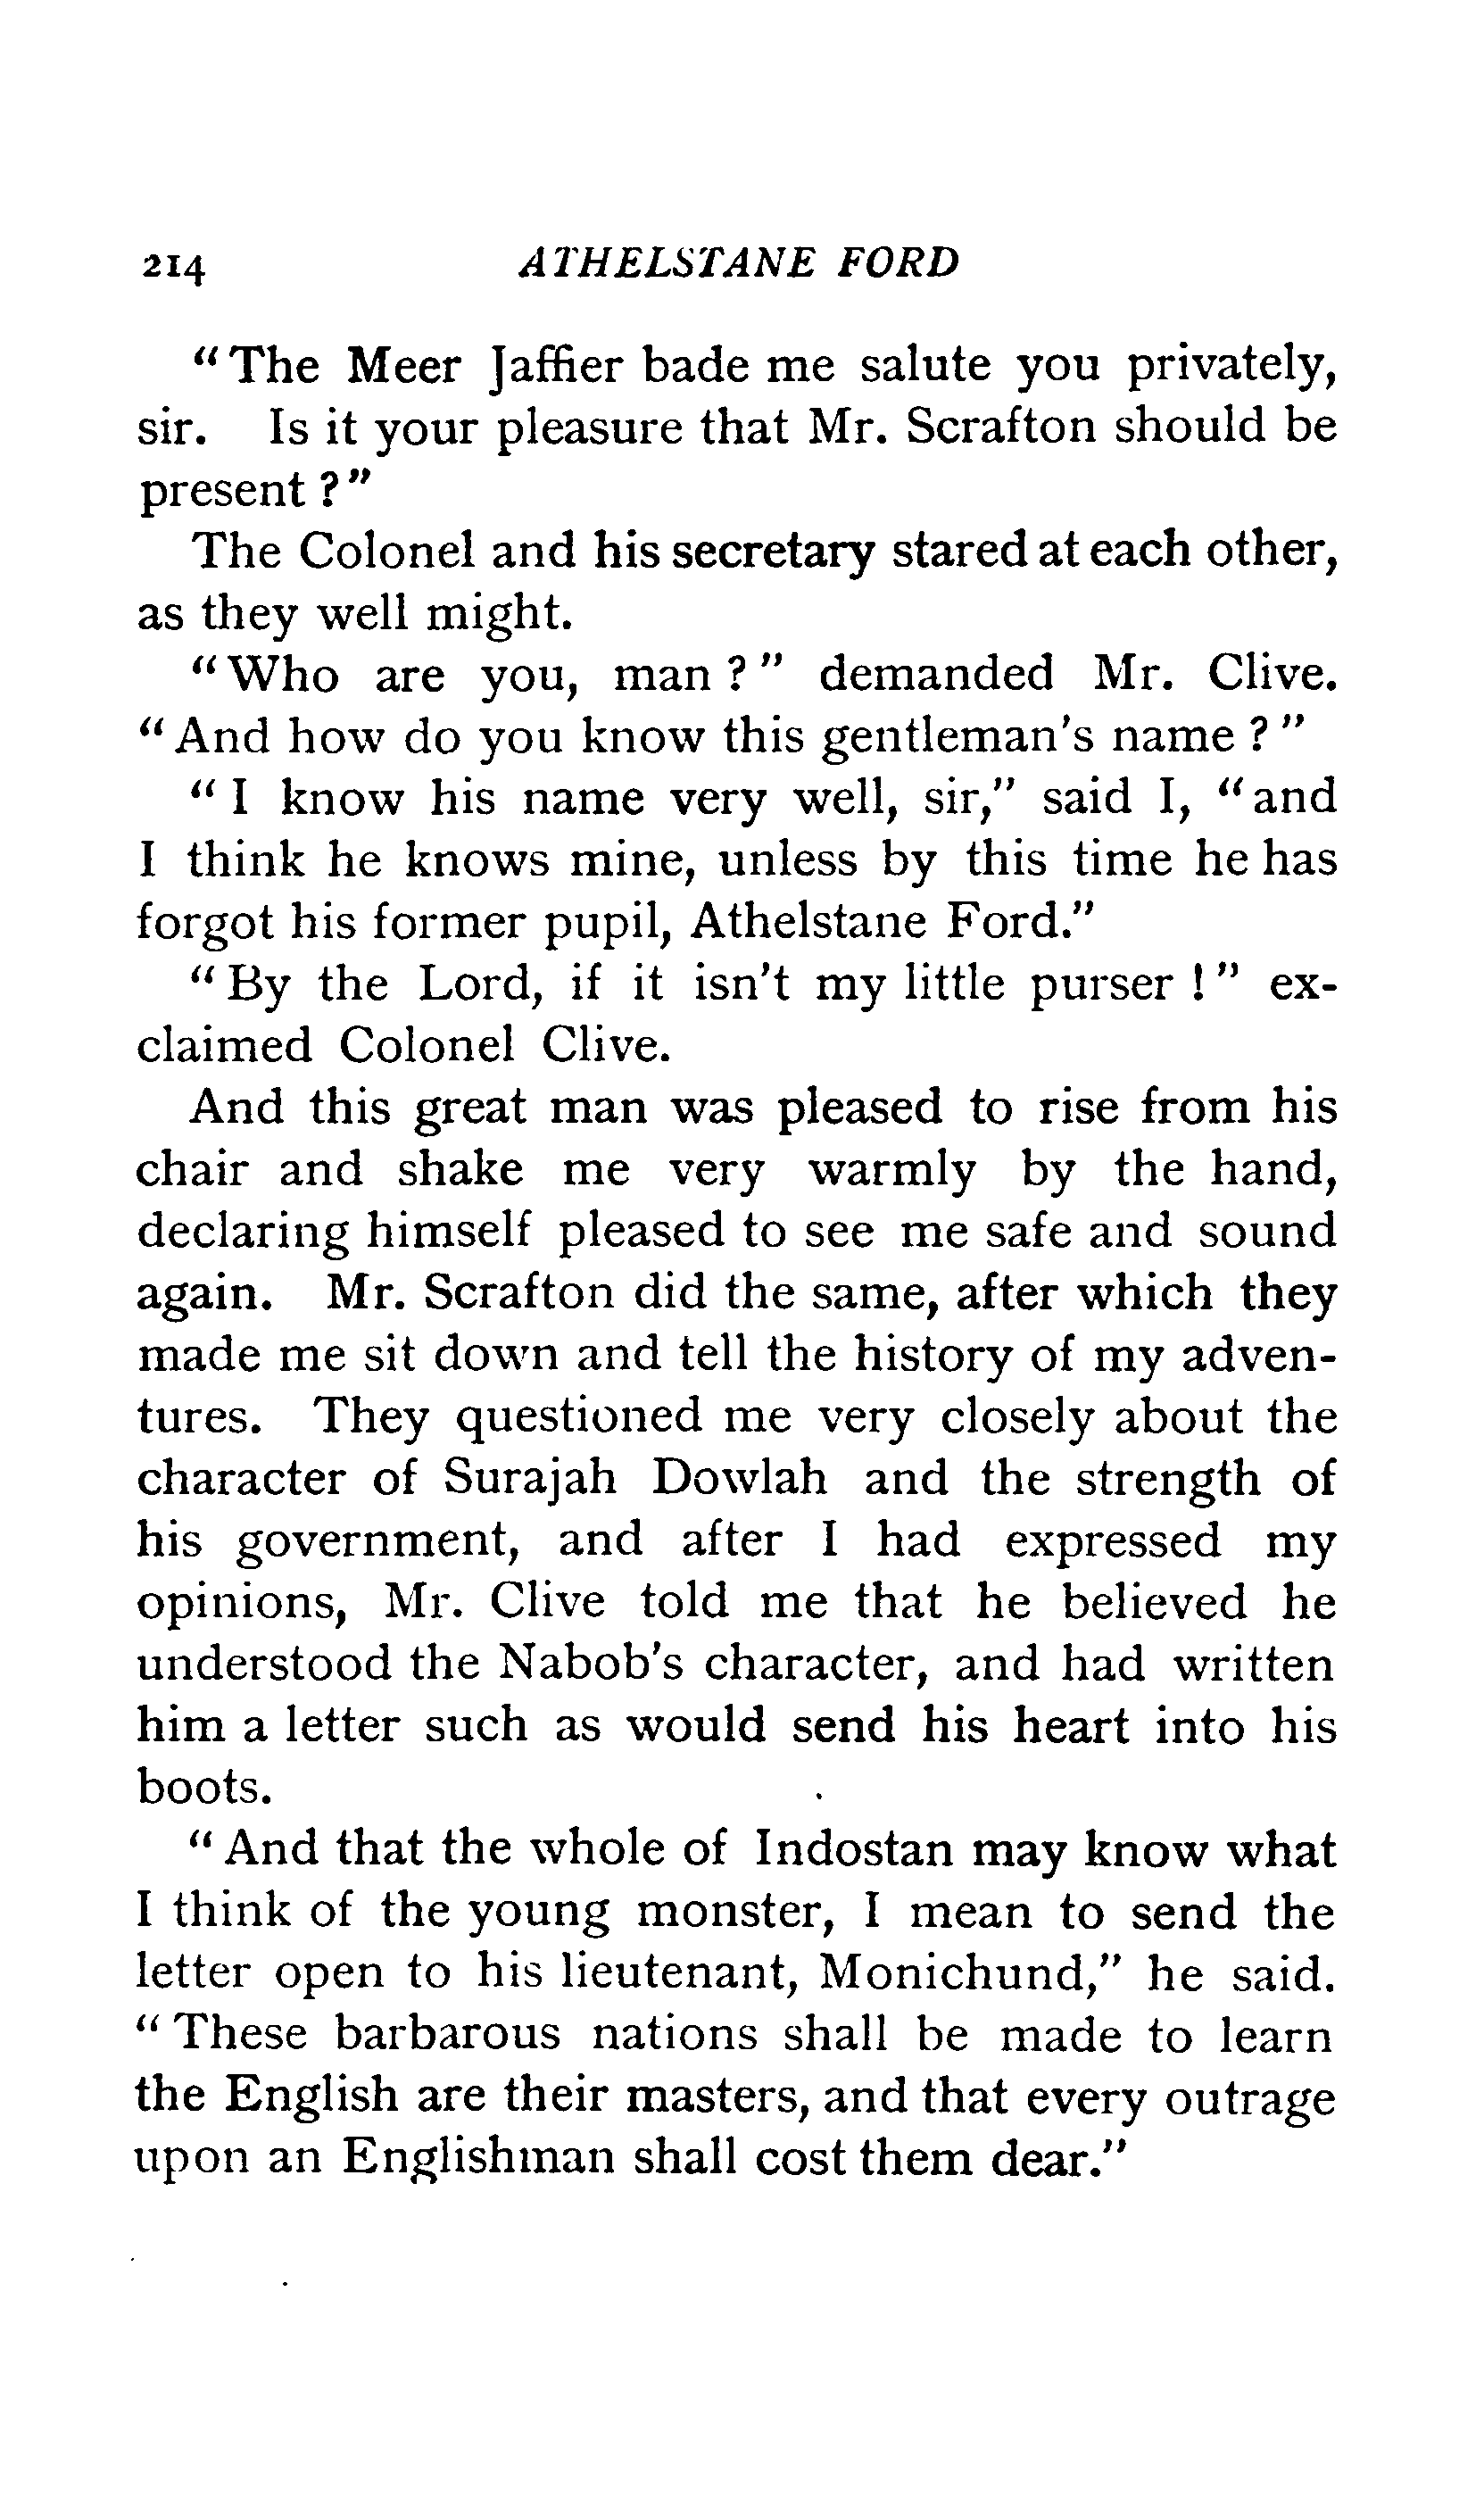 214 ATHELSTANE FORD
"The Meer Jaffier bade me salute you privately,
sir. Is it your pleasure that Mr. Scrafton should be
present ?"
The Colonel and his secretary stared at each other,
as they well might.
"Who are you, man ?" demanded Mr. Clive.
"And how do you know this gentleman's name ?"
"I know his name very well, sir," said I, "and
I think he knows mine, unless by this time he has
forgot his former pupil, Athelstane Ford."
"By the Lord, if it isn't my little purser !" ex-
claimed Colonel Clive.
And this great man was pleased to rise from his
chair and shake me very warmly by the hand,
declaring himself pleased to see me safe and sound
again. Mr. Scrafton did the same, after which they
made me sit down and tell the history of my adven-
tures. They questioned me very closely about the
character of Surajah Dowlah and the strength of
his government, and after I had expressed my
opinions, Mr. Clive told me that he believed he
understood the Nabob's character, and had written
him a letter such as would send his heart into his
boots.
"And that the whole of Indostan may know what
I think of the young monster, I mean to send the
letter open to his lieutenant, Monichund," he said.
"These barbarous nations shall be made to learn
the English are their masters, and that every outrage
upon an Englishman shall cost them dear."